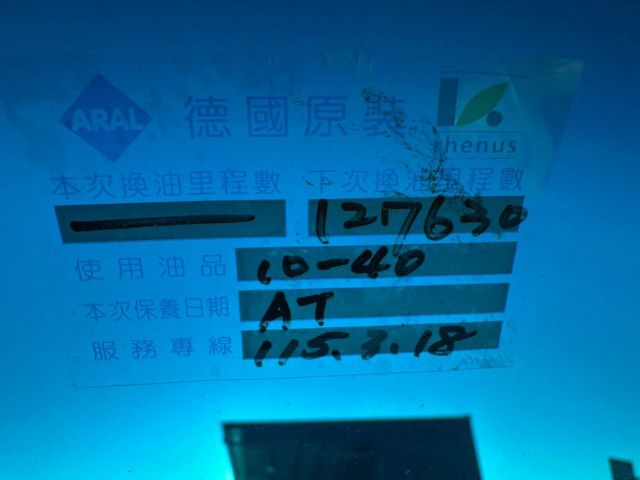 ARAL 德國原裝 rhenus
本次換油里程數 下次換油里程數
127630
使用油品 10-40
本次保養日期 AT
服務專線 115.3.18